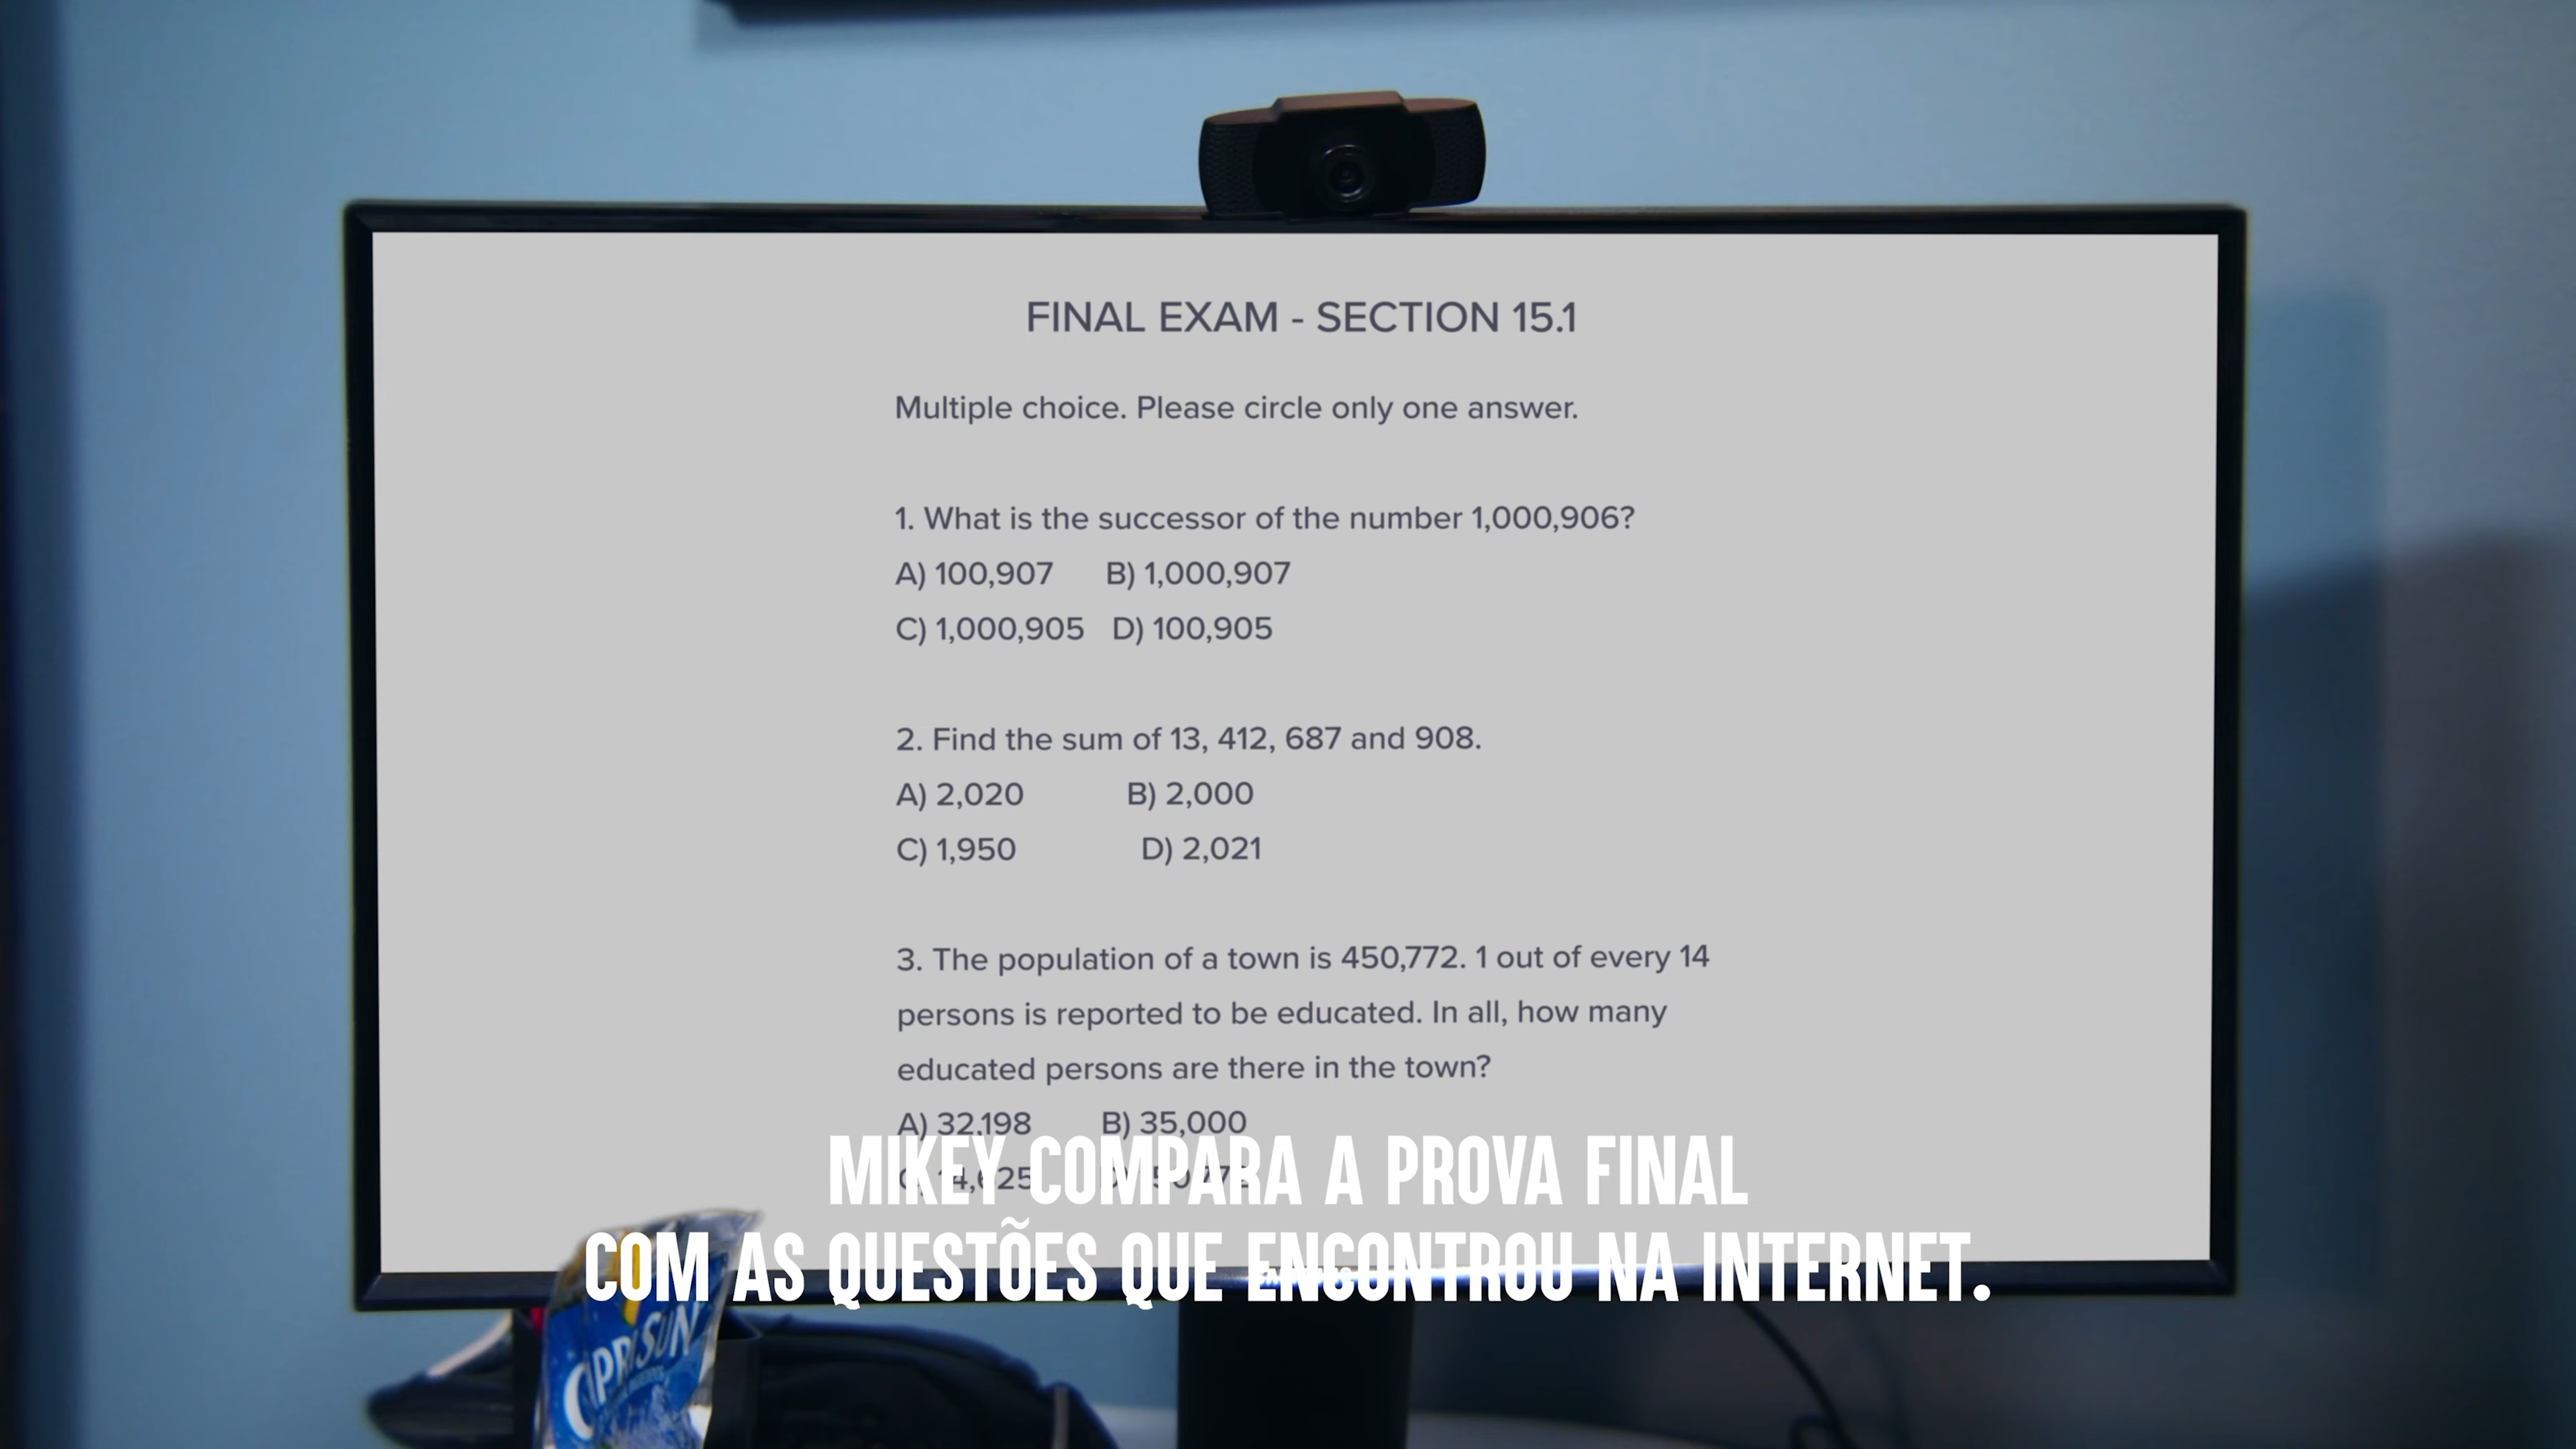 FINAL EXAM - SECTION 15.1
Multiple choice. Please circle only one answer.
1. What is the successor of the number 1,000,906?
A) 100,907 B) 1,000,907
C) 1,000,905 D) 100,905
2. Find the sum of 13, 412, 687 and 908.
A) 2,020 B) 2,000
C) 1,950 D) 2,021
3. The population of a town is 450,772. 1 out of every 14
persons is reported to be educated. In all, how many
educated persons are there in the town?
A) 32,198 B) 35,000
MIKEY COMPARA A PROVA FINAL
COM AS QUESTÕES QUE ENCONTROU NA INTERNET.
CAPRI SUN